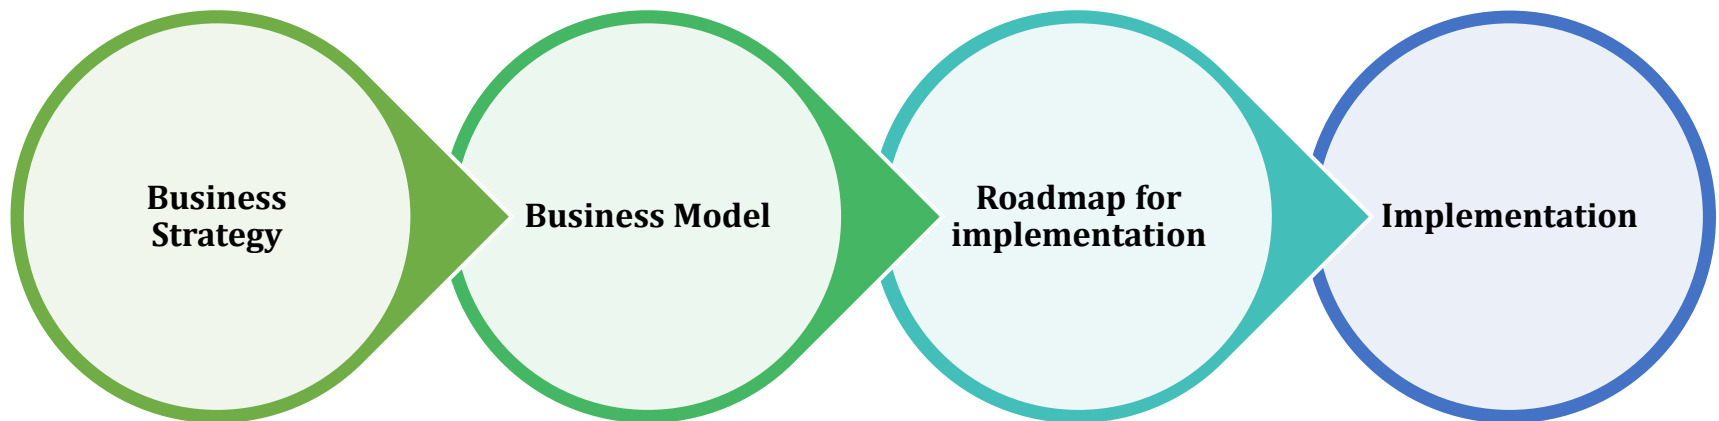 Business
Strategy
Business Model
Roadmap for
implementation
Implementation